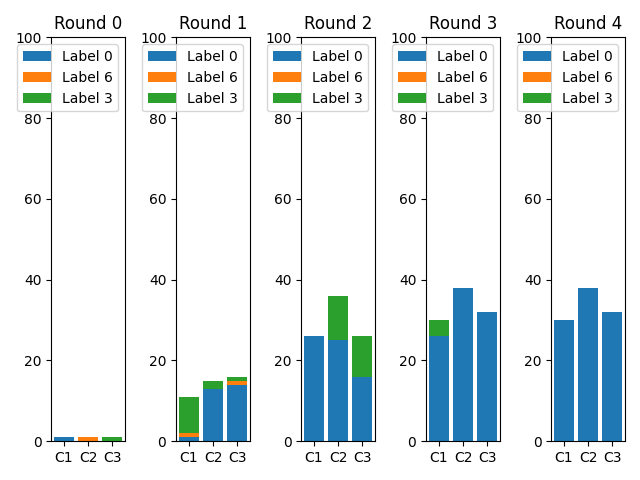 Round 0 Round 1 Round 2 Round 3 Round 4
100 100 100 100 100
Label 0 Label 0 Label 0 Label 0 Label 0
Label 6 Label 6 Label 6 Label 6 Label 6
Label 3 Label 3 Label 3 Label 3 Label 3
80 80 80 80 80
60 60 60 60 60
40 40 40 40 40
20 20 20 20 20
0 0 0 0 0
C1 C2 C3 C1 C2 C3 C1 C2 C3 C1 C2 C3 C1 C2 C3